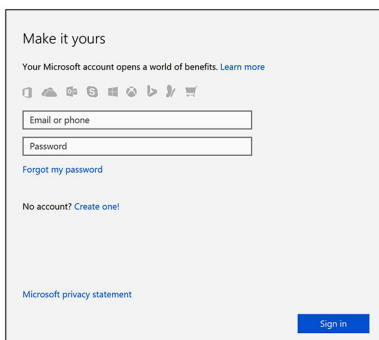 Make it yours
Your Microsoft account opens a world of benefits. Learn more
Email or phone
Password
Forgot my password
No account? Create one!
Microsoft privacy statement
Sign in